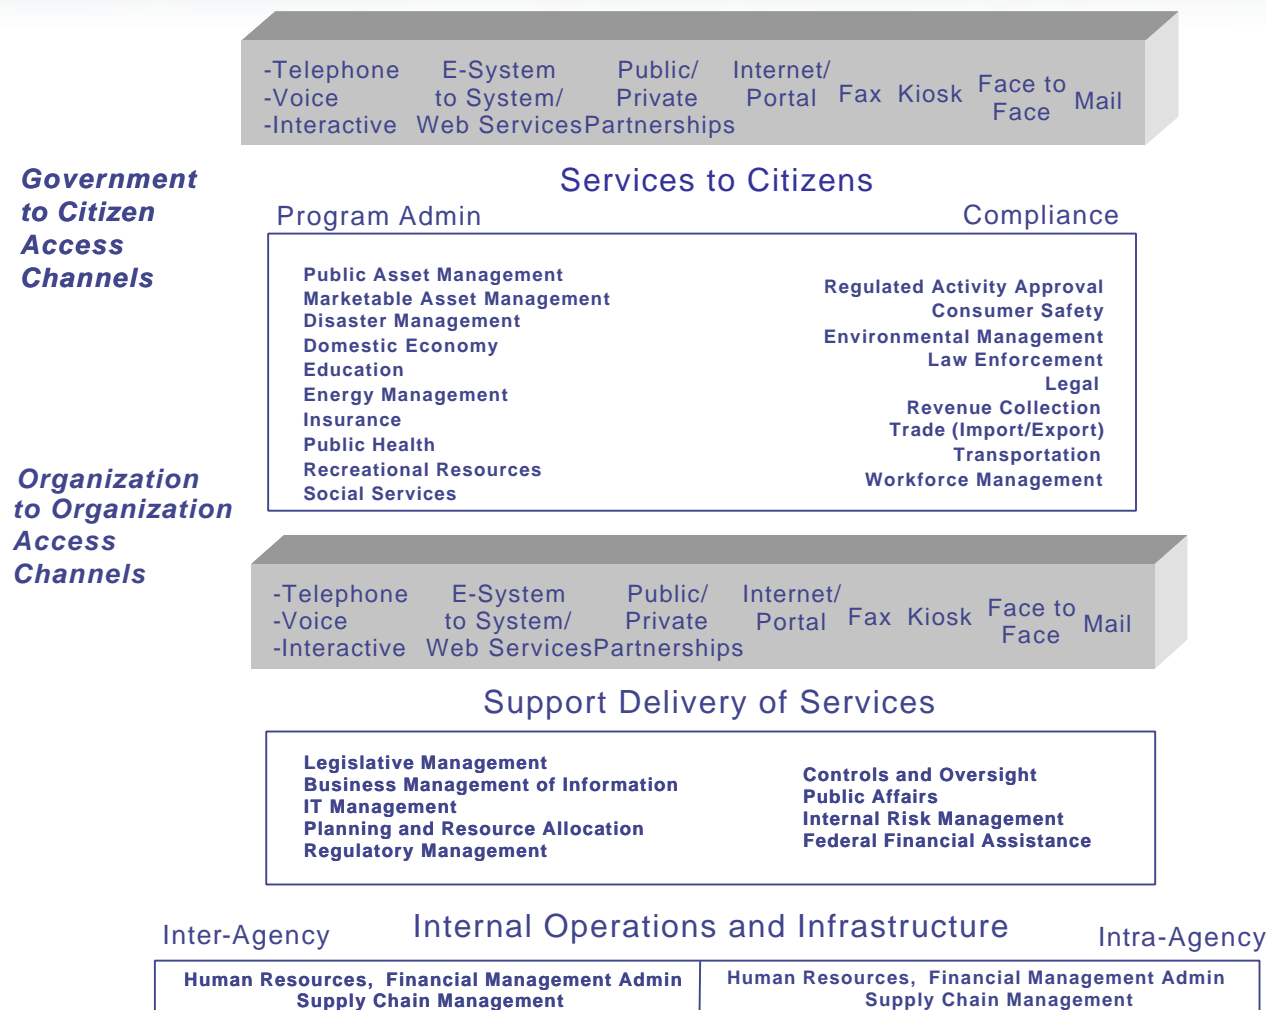 -Telephone
-Voice
-Interactive
E-System
to System/
Web Services
Public/
Private
Partnerships
Internet/
Portal
Fax
Kiosk
Face to
Face
Mail
Government
to Citizen
Access
Channels
Services to Citizens
Program Admin
Compliance
Public Asset Management
Marketable Asset Management
Disaster Management
Domestic Economy
Education
Energy Management
Insurance
Public Health
Recreational Resources
Social Services
Regulated Activity Approval
Consumer Safety
Environmental Management
Law Enforcement
Legal
Revenue Collection
Trade (Import/Export)
Transportation
Workforce Management
Organization
to Organization
Access
Channels
-Telephone
-Voice
-Interactive
E-System
to System/
Web Services
Public/
Private
Partnerships
Internet/
Portal
Fax
Kiosk
Face to
Face
Mail
Support Delivery of Services
Legislative Management
Business Management of Information
IT Management
Planning and Resource Allocation
Regulatory Management
Controls and Oversight
Public Affairs
Internal Risk Management
Federal Financial Assistance
Internal Operations and Infrastructure
Inter-Agency
Intra-Agency
Human Resources, Financial Management Admin
Supply Chain Management
Human Resources, Financial Management Admin
Supply Chain Management